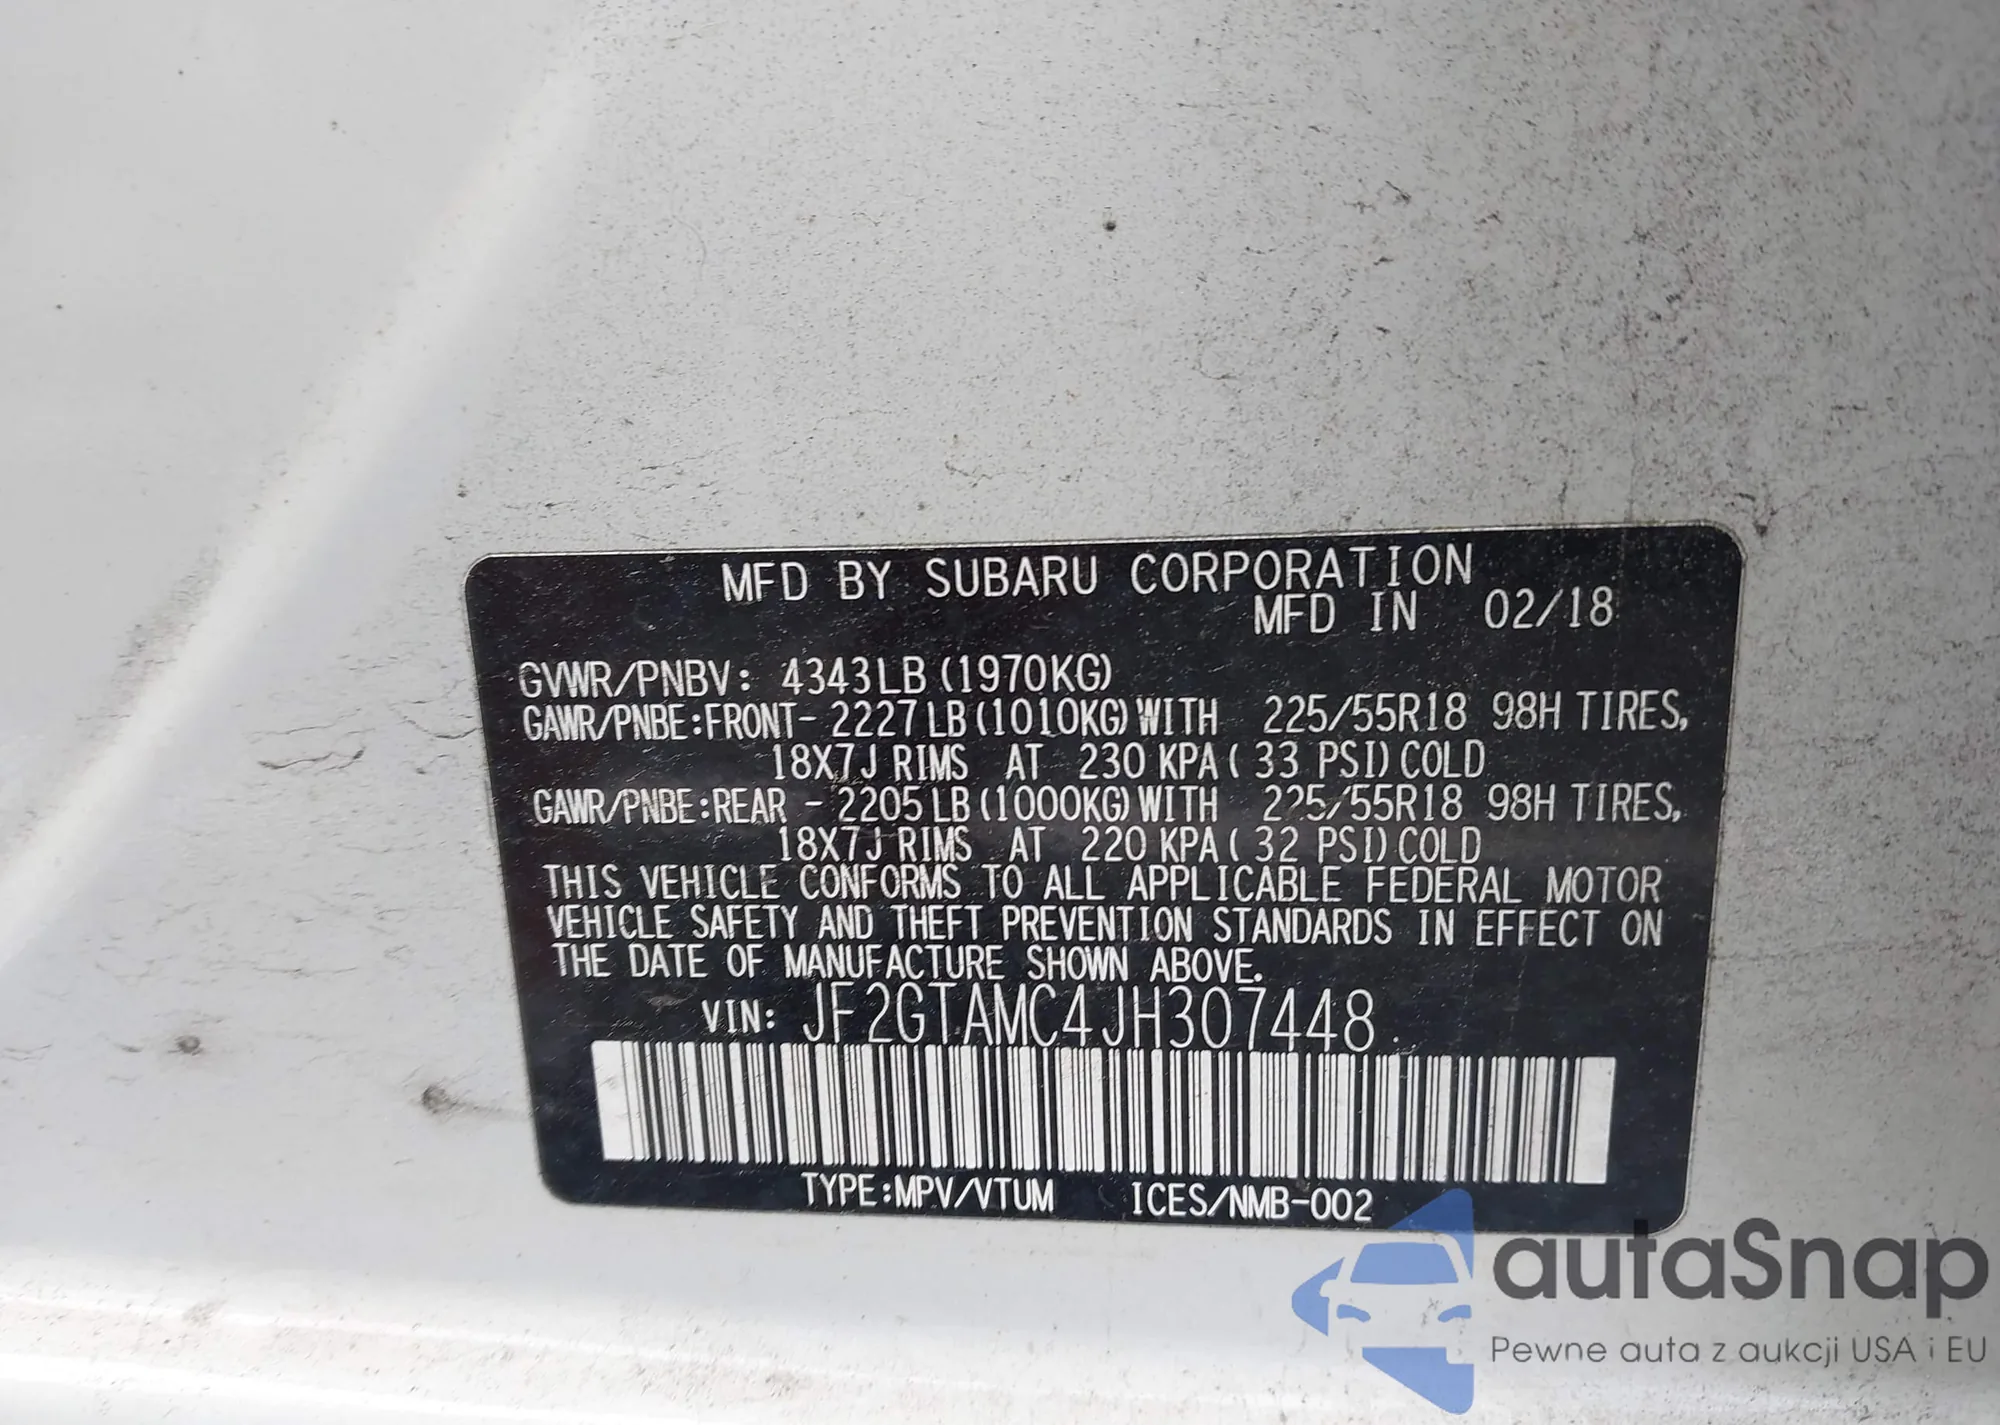 MFD BY SUBARU CORPORATION
MFD IN 02/18
GVWR/PNBV: 4343LB (1970KG)
GAWR/PNBE:FRONT- 2227LB (1010KG) WITH 225/55R18 98H TIRES,
18X7J RIMS AT 230 KPA ( 33 PSI) COLD
GAWR/PNBE:REAR - 2205LB (1000KG) WITH 225/55R18 98H TIRES,
18X7J RIMS AT 220 KPA ( 32 PSI) COLD
THIS VEHICLE CONFORMS TO ALL APPLICABLE FEDERAL MOTOR
VEHICLE SAFETY AND THEFT PREVENTION STANDARDS IN EFFECT ON
THE DATE OF MANUFACTURE SHOWN ABOVE.
VIN: JF2GTAMC4JH307448
TYPE:MPV/VTUM ICES/NMB-002
autaSnap
Pewne auta z aukcji USA i EU